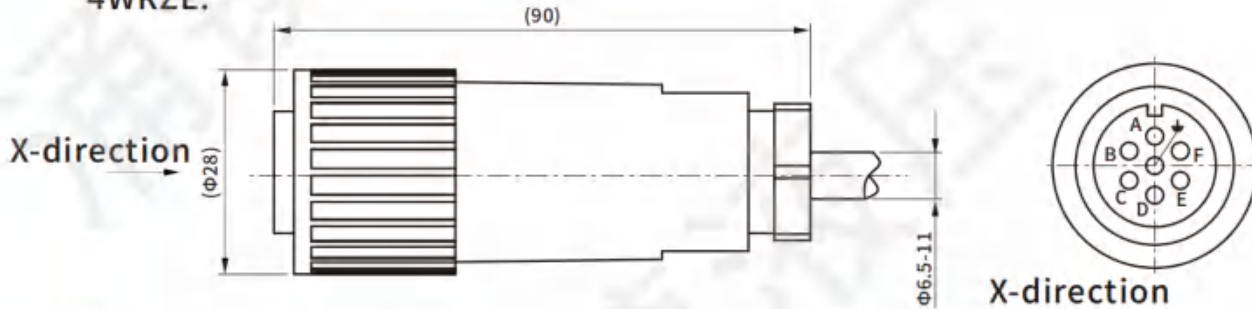 4WRZE:
(90)
X-direction
(Φ28)
Φ6.5-11
A
B
F
C
E
D
X-direction